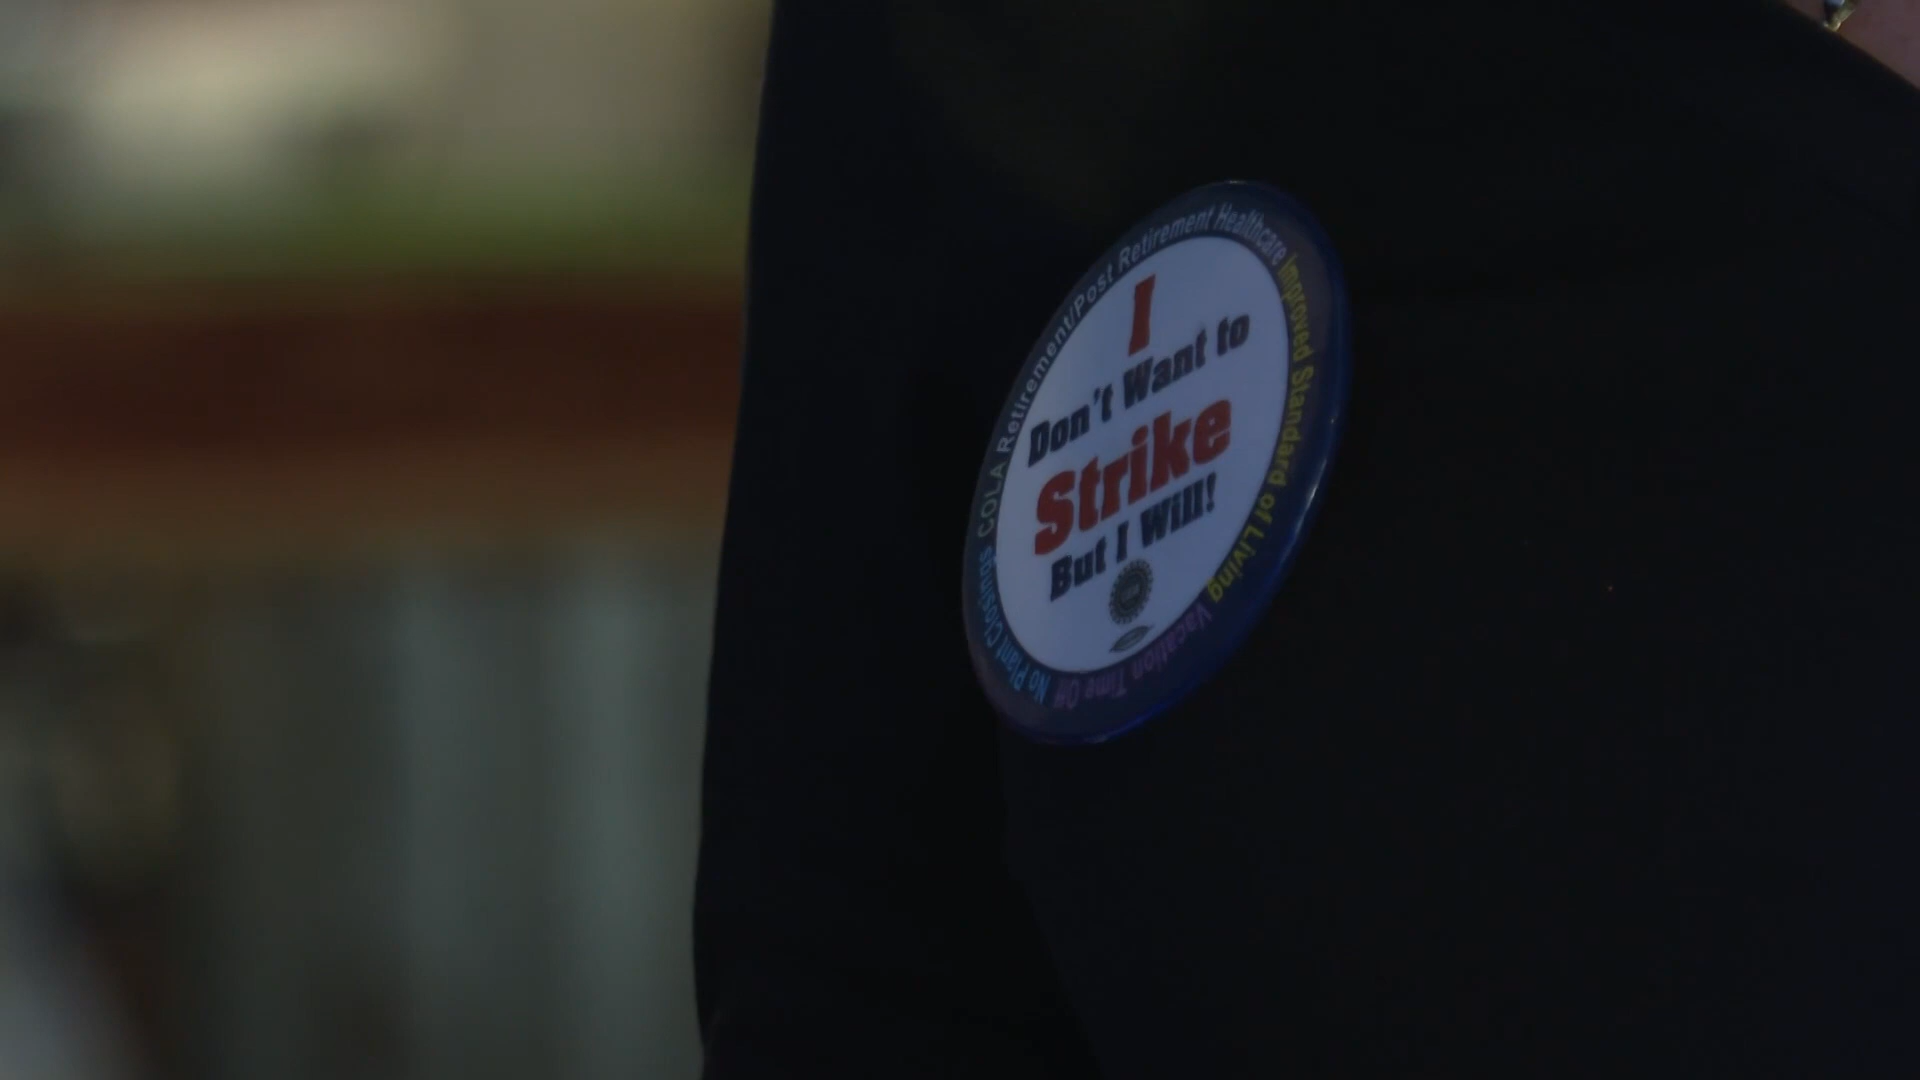 I
Don't Want to
Strike
But I Will!
COLA Retirement/Post Retirement Healthcare Improved Standard of Living Vacation Time Off No Plant Closings